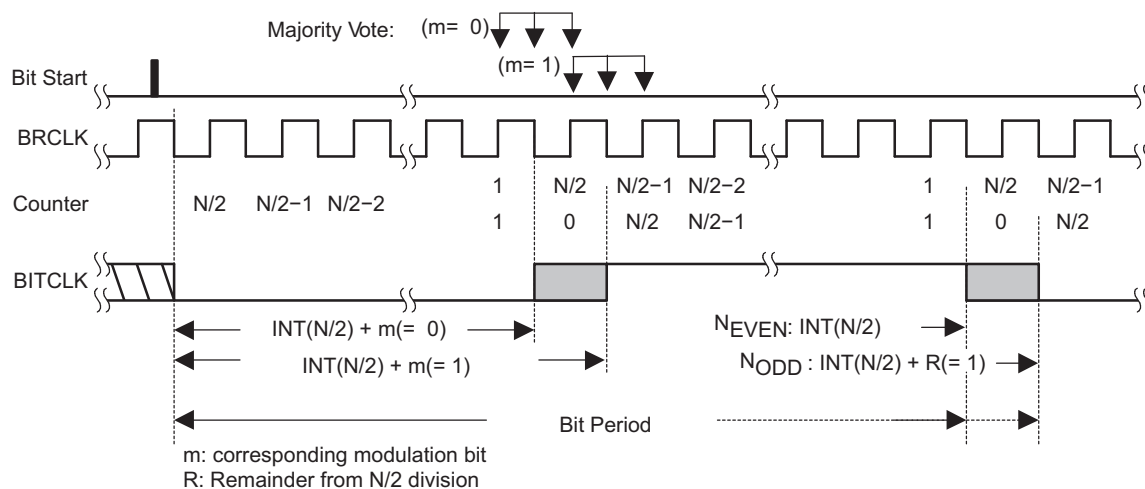 Majority Vote: (m= 0)
(m= 1)
Bit Start
BRCLK
Counter
1 N/2 N/2−1 N/2−2 1 N/2 N/2−1
N/2 N/2−1 N/2−2
1 0 N/2 N/2−1 1 0 N/2
BITCLK
INT(N/2) + m(= 0)
NEVEN: INT(N/2)
INT(N/2) + m(= 1)
NODD : INT(N/2) + R(= 1)
Bit Period
m: corresponding modulation bit
R: Remainder from N/2 division